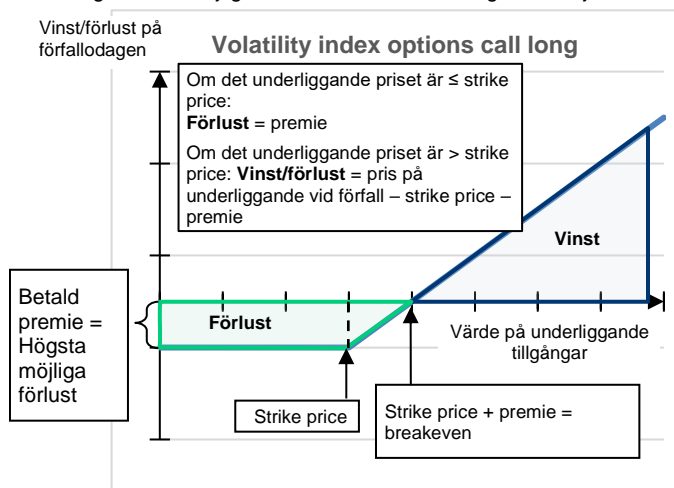 Vinst/förlust på
förfallodagen
Volatility index options call long
Om det underliggande priset är ≤ strike
price:
Förlust = premie
Om det underliggande priset är > strike
price: Vinst/förlust = pris på
underliggande vid förfall – strike price –
premie
Vinst
Betald
premie =
Högsta
möjliga
förlust
Förlust
Värde på underliggande
tillgångar
Strike price
Strike price + premie =
breakeven